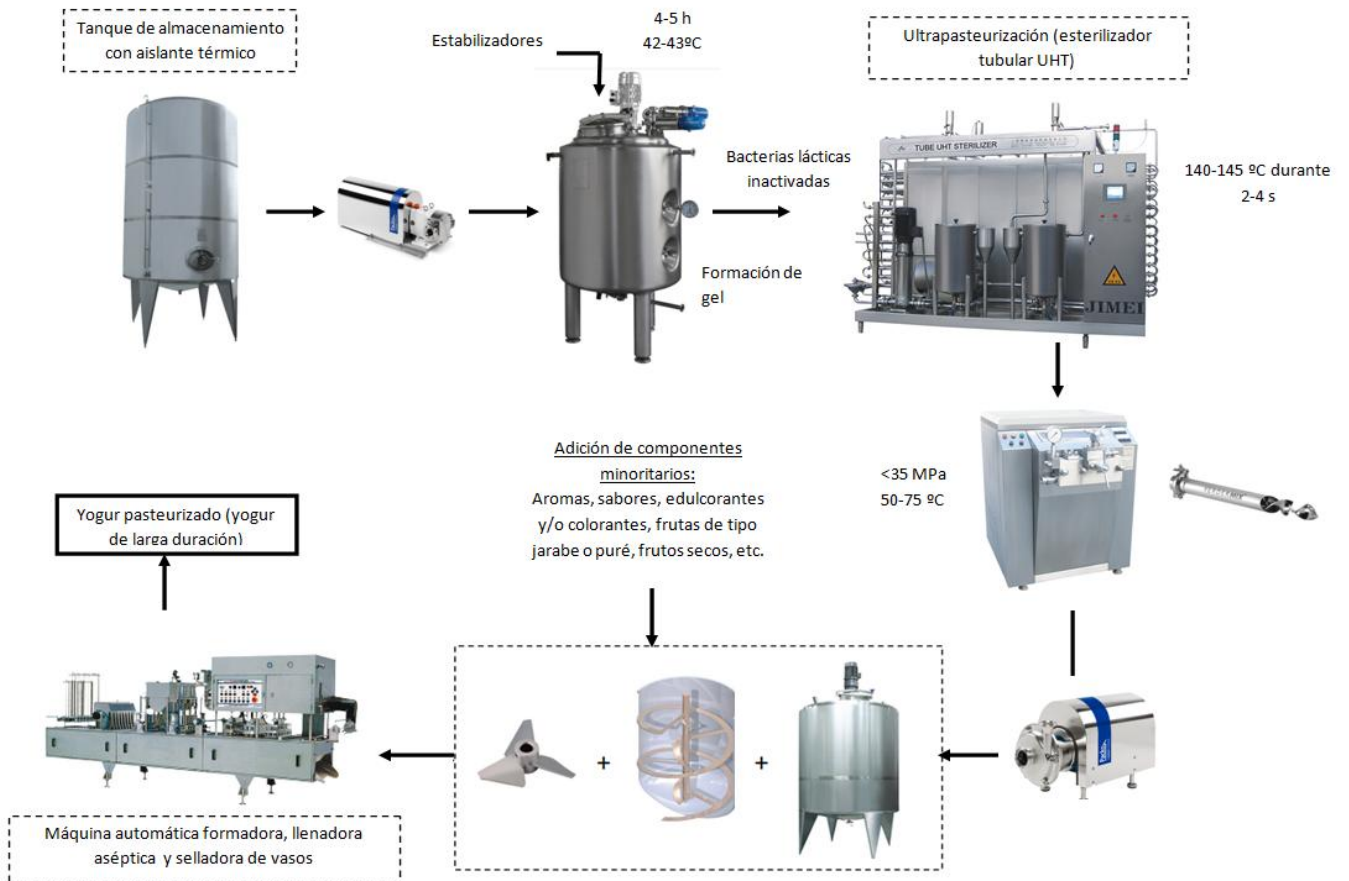 Tanque de almacenamiento
con aislante térmico
Estabilizadores
4-5 h
42-43ºC
Ultrapasteurización (esterilizador
tubular UHT)
Bacterias lácticas
inactivadas
Formación de
gel
TUBE UHT STERILIZER
JIMEI
140-145 ºC durante
2-4 s
<35 MPa
50-75 ºC
Adición de componentes
minoritarios:
Aromas, sabores, edulcorantes
y/o colorantes, frutas de tipo
jarabe o puré, frutos secos, etc.
Yogur pasteurizado (yogur
de larga duración)
+
+
Máquina automática formadora, llenadora
aséptica y selladora de vasos